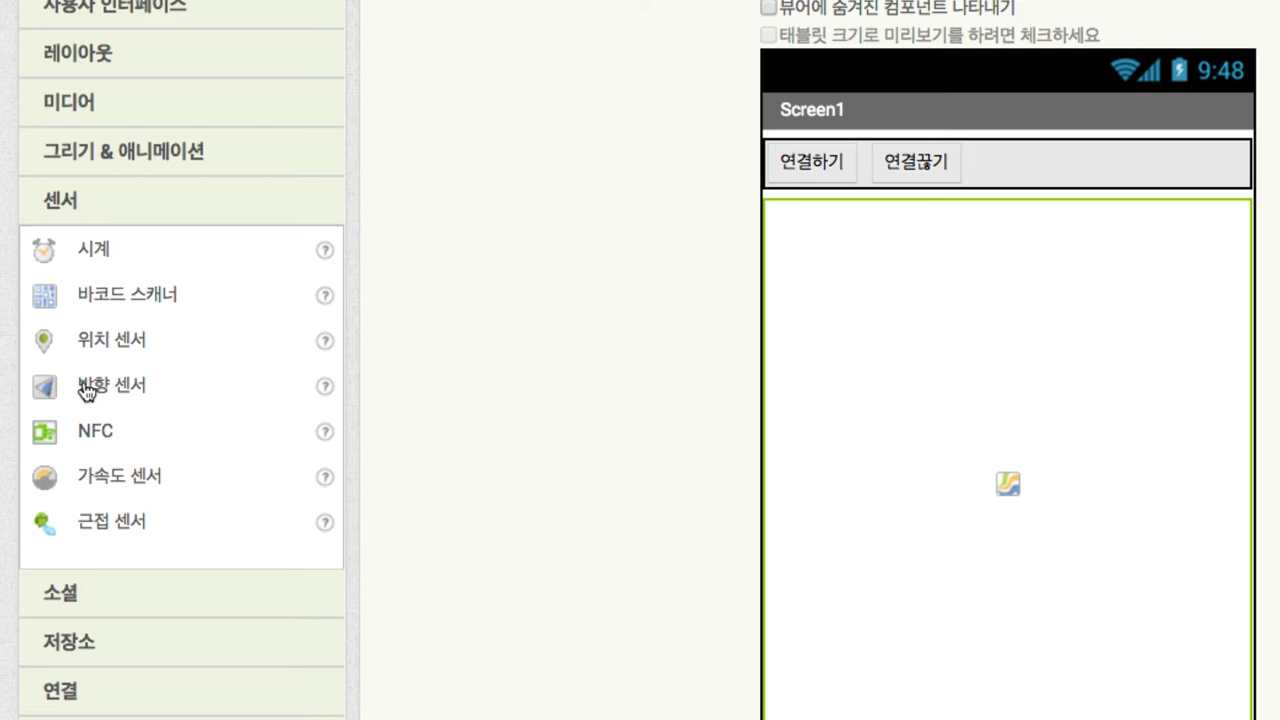 사용자 인터페이스
레이아웃
미디어
그리기 & 애니메이션
센서
시계
?
바코드 스캐너
?
위치 센서
?
방향 센서
?
NFC
?
가속도 센서
?
근접 센서
?
소셜
저장소
연결
뷰어에 숨겨진 컴포넌트 나타내기
태블릿 크기로 미리보기를 하려면 체크하세요
9:48
Screen1
연결하기
연결끊기